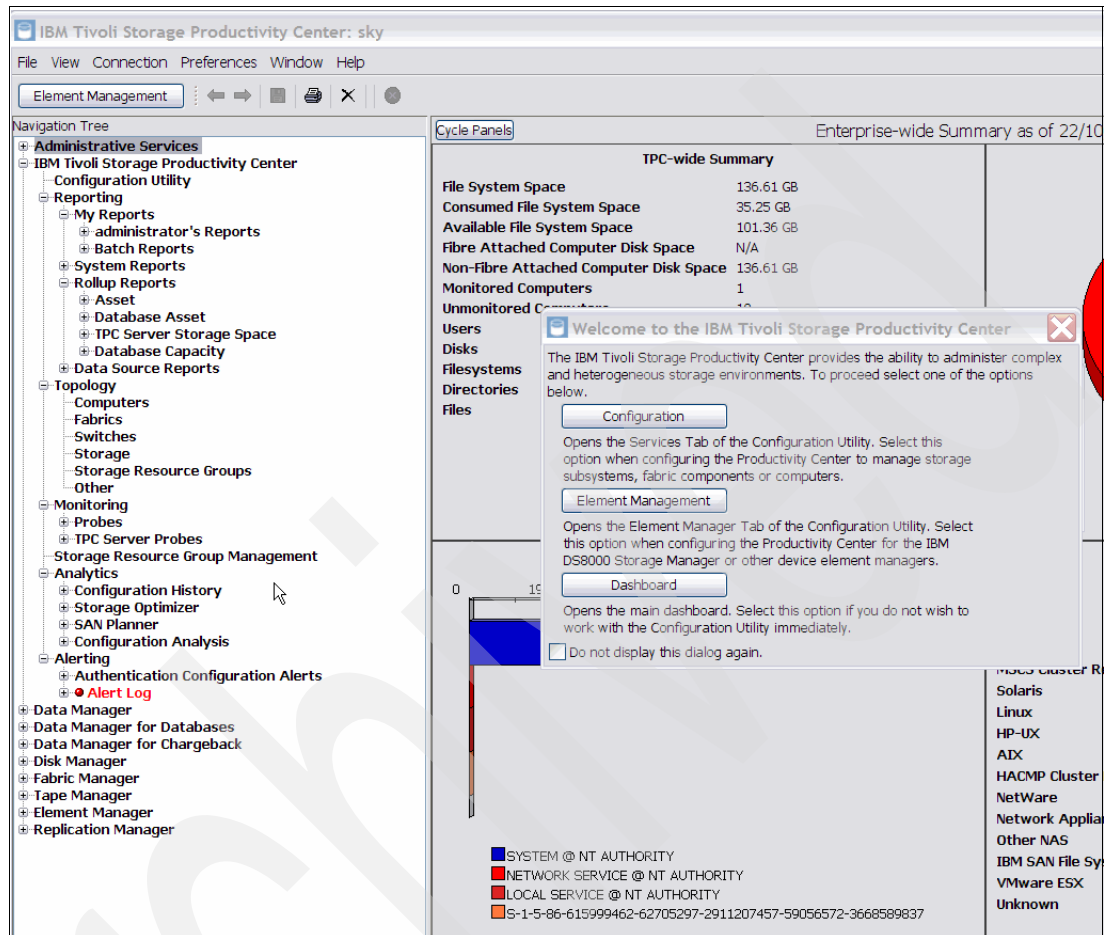 IBM Tivoli Storage Productivity Center: sky
File View Connection Preferences Window Help
Element Management
Navigation Tree
Administrative Services
IBM Tivoli Storage Productivity Center
Configuration Utility
Reporting
My Reports
administrator's Reports
Batch Reports
System Reports
Rollup Reports
Asset
Database Asset
TPC Server Storage Space
Database Capacity
Data Source Reports
Topology
Computers
Fabrics
Switches
Storage
Storage Resource Groups
Other
Monitoring
Probes
TPC Server Probes
Storage Resource Group Management
Analytics
Configuration History
Storage Optimizer
SAN Planner
Configuration Analysis
Alerting
Authentication Configuration Alerts
Alert Log
Data Manager
Data Manager for Databases
Data Manager for Chargeback
Disk Manager
Fabric Manager
Tape Manager
Element Manager
Replication Manager
Cycle Panels
Enterprise-wide Summary as of 22/10
TPC-wide Summary
File System Space 136.61 GB
Consumed File System Space 35.25 GB
Available File System Space 101.36 GB
Fibre Attached Computer Disk Space N/A
Non-Fibre Attached Computer Disk Space 136.61 GB
Monitored Computers 1
Unmonitored Computers
Users
Disks
Filesystems
Directories
Files
Welcome to the IBM Tivoli Storage Productivity Center
The IBM Tivoli Storage Productivity Center provides the ability to administer complex
and heterogeneous storage environments. To proceed select one of the options
below.
Configuration
Opens the Services Tab of the Configuration Utility. Select this
option when configuring the Productivity Center to manage storage
subsystems, fabric components or computers.
Element Management
Opens the Element Manager Tab of the Configuration Utility. Select
this option when configuring the Productivity Center for the IBM
DS8000 Storage Manager or other device element managers.
Dashboard
Opens the main dashboard. Select this option if you do not wish to
work with the Configuration Utility immediately.
Do not display this dialog again.
0 19
SYSTEM @ NT AUTHORITY
NETWORK SERVICE @ NT AUTHORITY
LOCAL SERVICE @ NT AUTHORITY
S-1-5-86-615999462-62705297-2911207457-59056572-3668589837
MSCS Cluster R
Solaris
Linux
HP-UX
AIX
HACMP Cluster
NetWare
Network Applia
Other NAS
IBM SAN File Sy
VMware ESX
Unknown